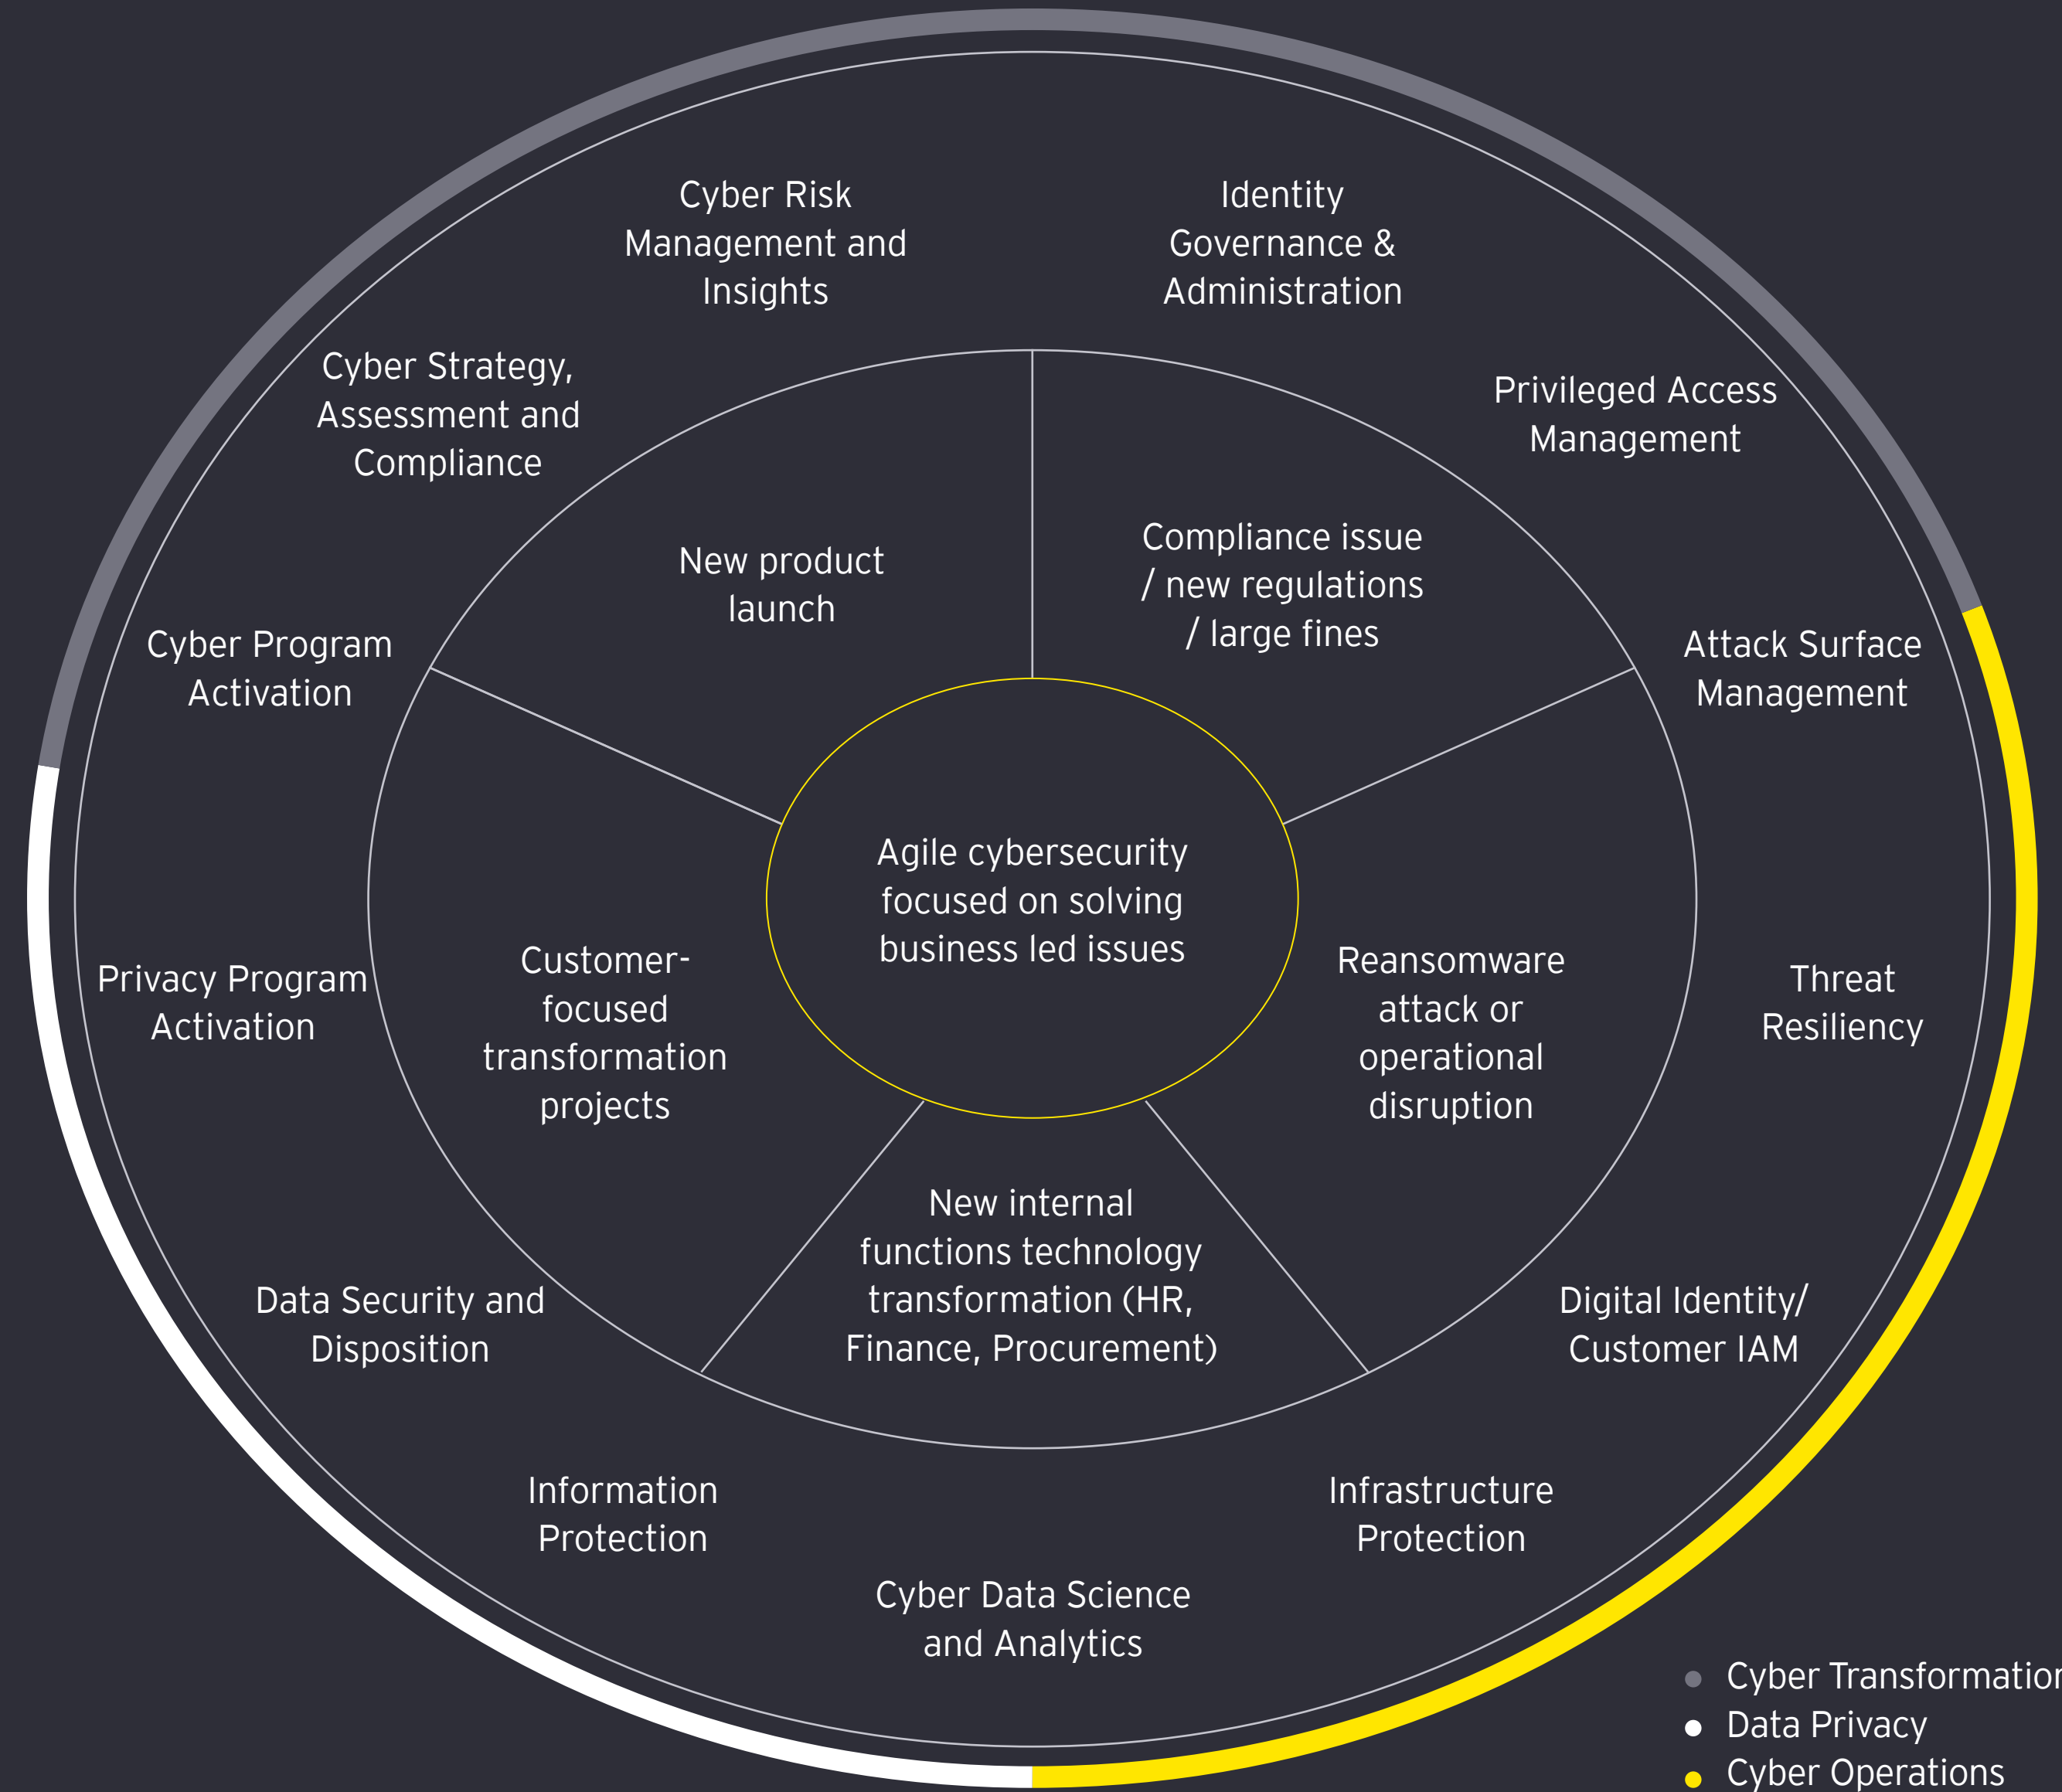 Cyber Risk
Management and
Insights
Identity
Governance &
Administration
Cyber Strategy,
Assessment and
Compliance
Privileged Access
Management
New product
launch
Compliance issue
/ new regulations
/ large fines
Cyber Program
Activation
Attack Surface
Management
Agile cybersecurity
focused on solving
business led issues
Privacy Program
Activation
Customer-
focused
transformation
projects
Reansomware
attack or
operational
disruption
Threat
Resiliency
New internal
functions technology
transformation (HR,
Finance, Procurement)
Data Security and
Disposition
Digital Identity/
Customer IAM
Information
Protection
Infrastructure
Protection
Cyber Data Science
and Analytics
Cyber Transformation
Data Privacy
Cyber Operations